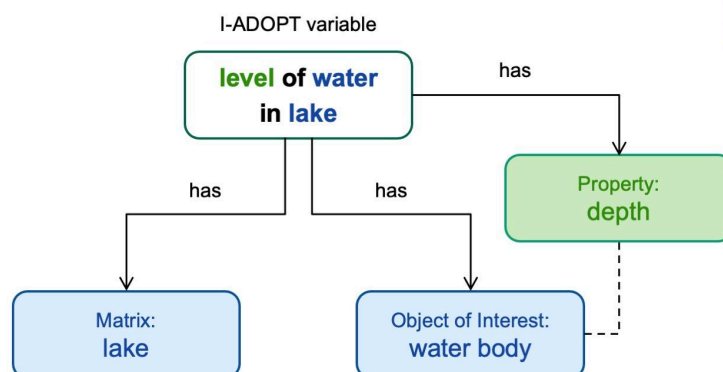 I-ADOPT variable
level of water
in lake
has
has
has
Property:
depth
Matrix:
lake
Object of Interest:
water body